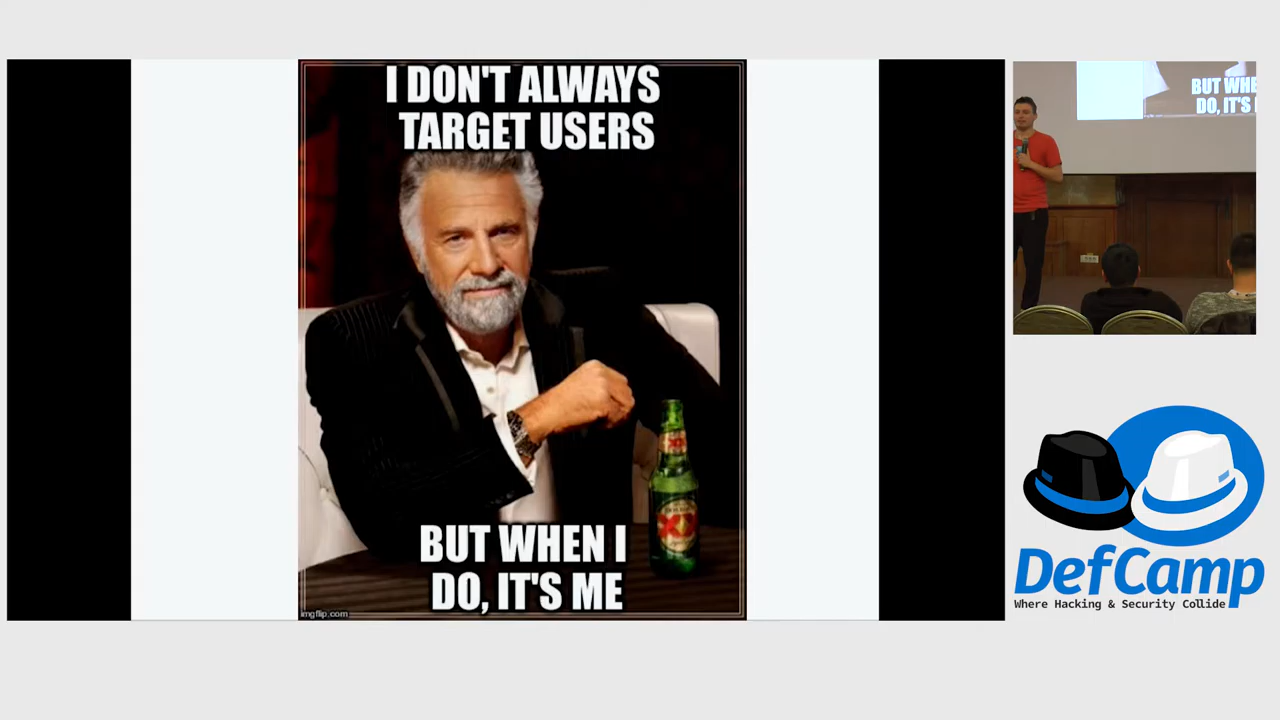 I DON'T ALWAYS
TARGET USERS
BUT WHEN I
DO, IT'S ME
imgflip.com
XX
BUT WHE
DO, IT'S
DefCamp
Where Hacking & Security Collide